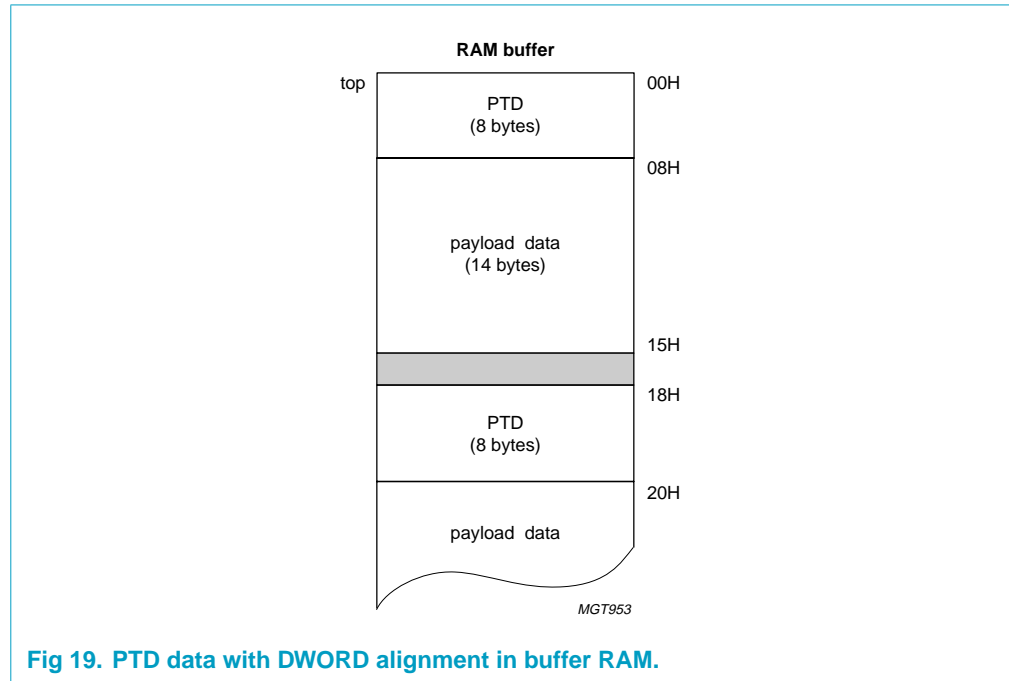 RAM buffer
top
00H
PTD
(8 bytes)
08H
payload data
(14 bytes)
15H
18H
PTD
(8 bytes)
20H
payload data
MGT953
Fig 19. PTD data with DWORD alignment in buffer RAM.